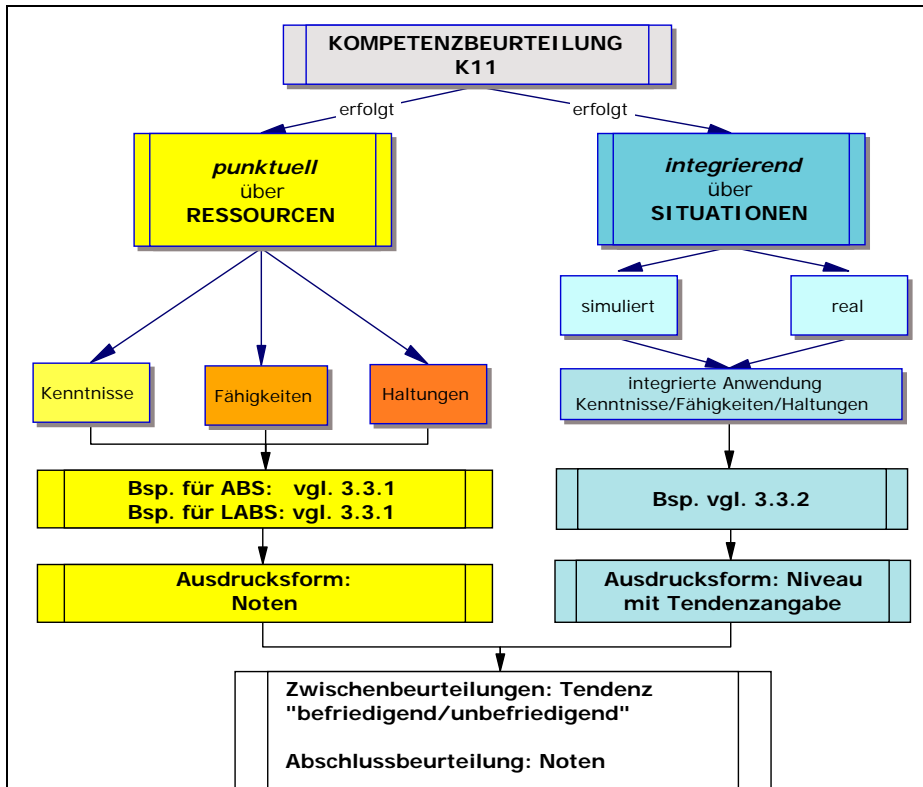 KOMPETENZBEURTEILUNG
K11
erfolgt
erfolgt
punktuell
über
RESSOURCEN
integrierend
über
SITUATIONEN
simuliert
real
Kenntnisse
Fähigkeiten
Haltungen
integrierte Anwendung
Kenntnisse/Fähigkeiten/Haltungen
Bsp. für ABS: vgl. 3.3.1
Bsp. für LABS: vgl. 3.3.1
Bsp. vgl. 3.3.2
Ausdrucksform:
Noten
Ausdrucksform: Niveau
mit Tendenzangabe
Zwischenbeurteilungen: Tendenz
"befriedigend/unbefriedigend"
Abschlussbeurteilung: Noten